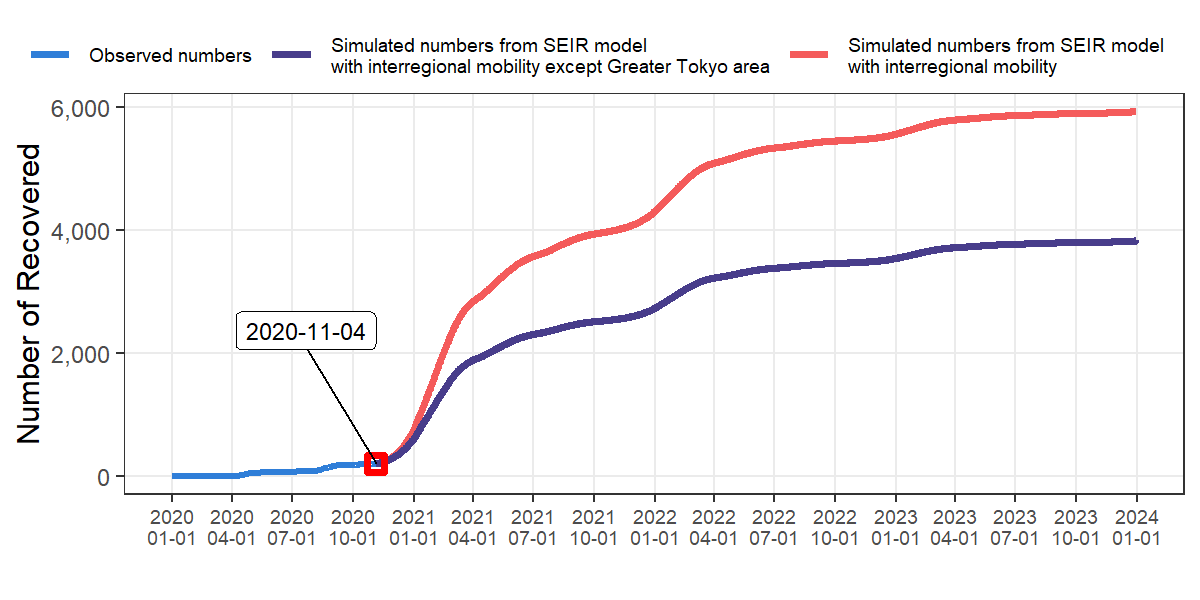 Observed numbers
Simulated numbers from SEIR model
with interregional mobility except Greater Tokyo area
Simulated numbers from SEIR model
with interregional mobility
Number of Recovered
6,000
4,000
2,000
0
2020-11-04
2020 2020 2020 2020 2021 2021 2021 2021 2022 2022 2022 2022 2023 2023 2023 2023 2024
01-01 04-01 07-01 10-01 01-01 04-01 07-01 10-01 01-01 04-01 07-01 10-01 01-01 04-01 07-01 10-01 01-01